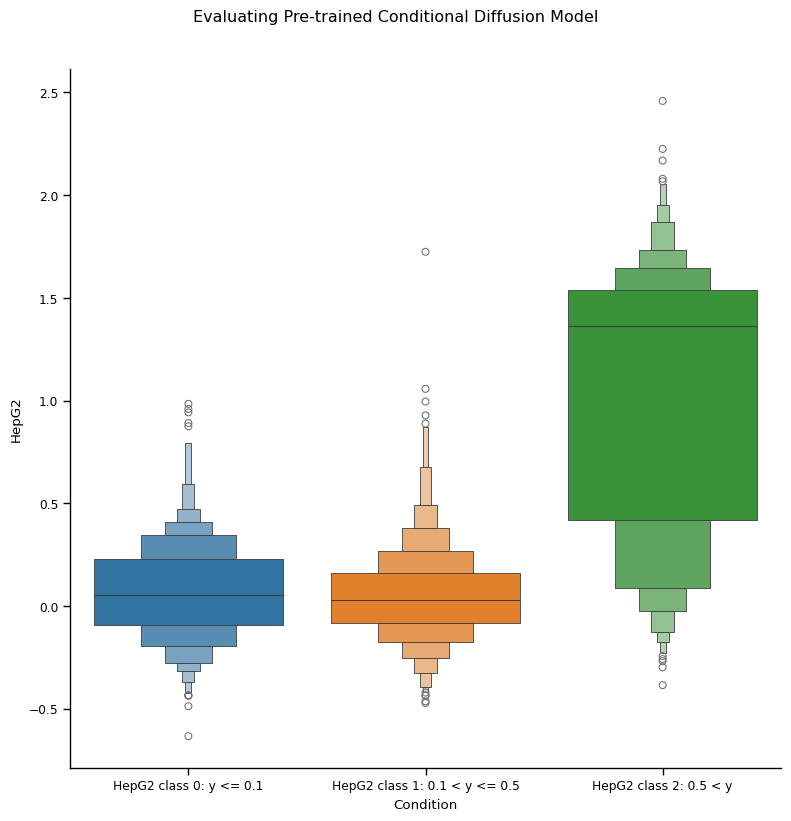 Evaluating Pre-trained Conditional Diffusion Model
2.5
2.0
1.5
1.0
0.5
0.0
−0.5
HepG2
HepG2 class 0: y <= 0.1
HepG2 class 1: 0.1 < y <= 0.5
HepG2 class 2: 0.5 < y
Condition